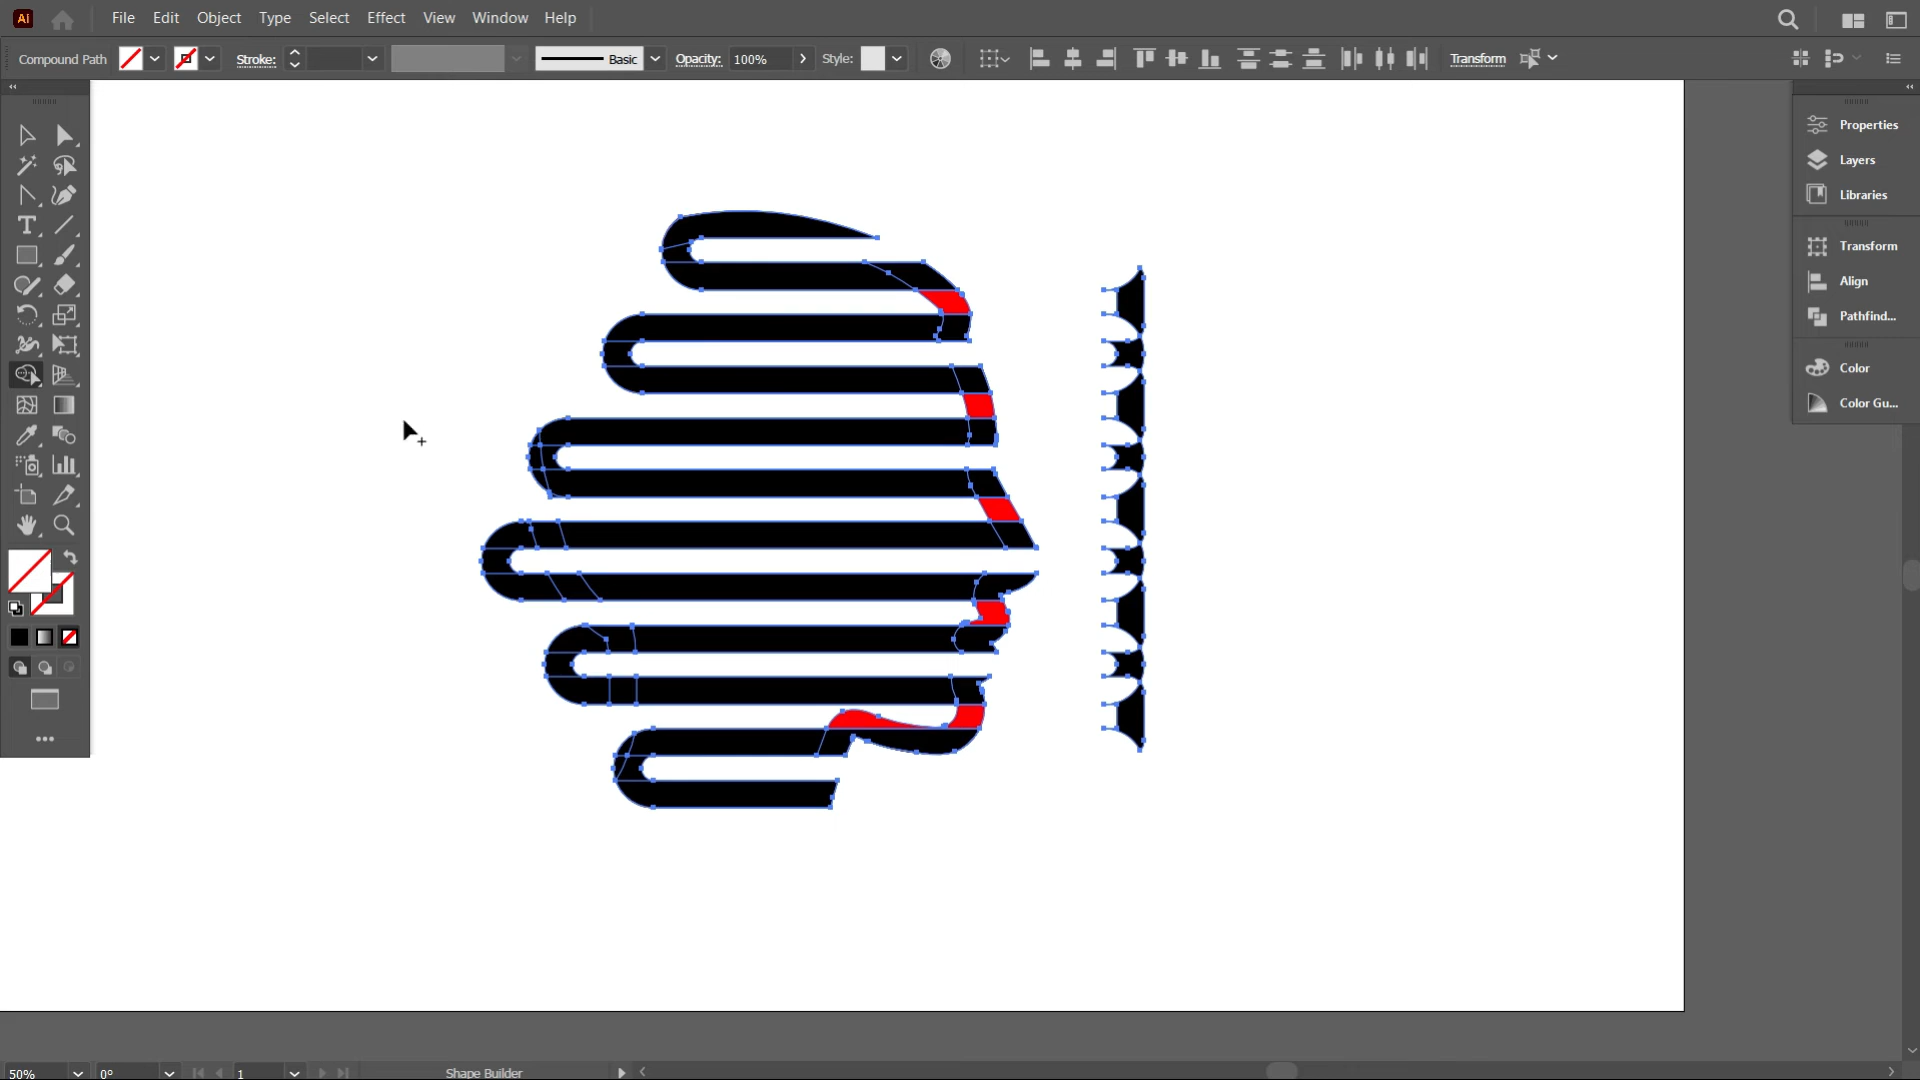 Ai File Edit Object Type Select Effect View Window Help
Compound Path Stroke: Basic Opacity: 100% Style: Transform
Properties
Layers
Libraries
Transform
Align
Pathfind...
Color
Color Gu...
50% 0° 1 Shape Builder